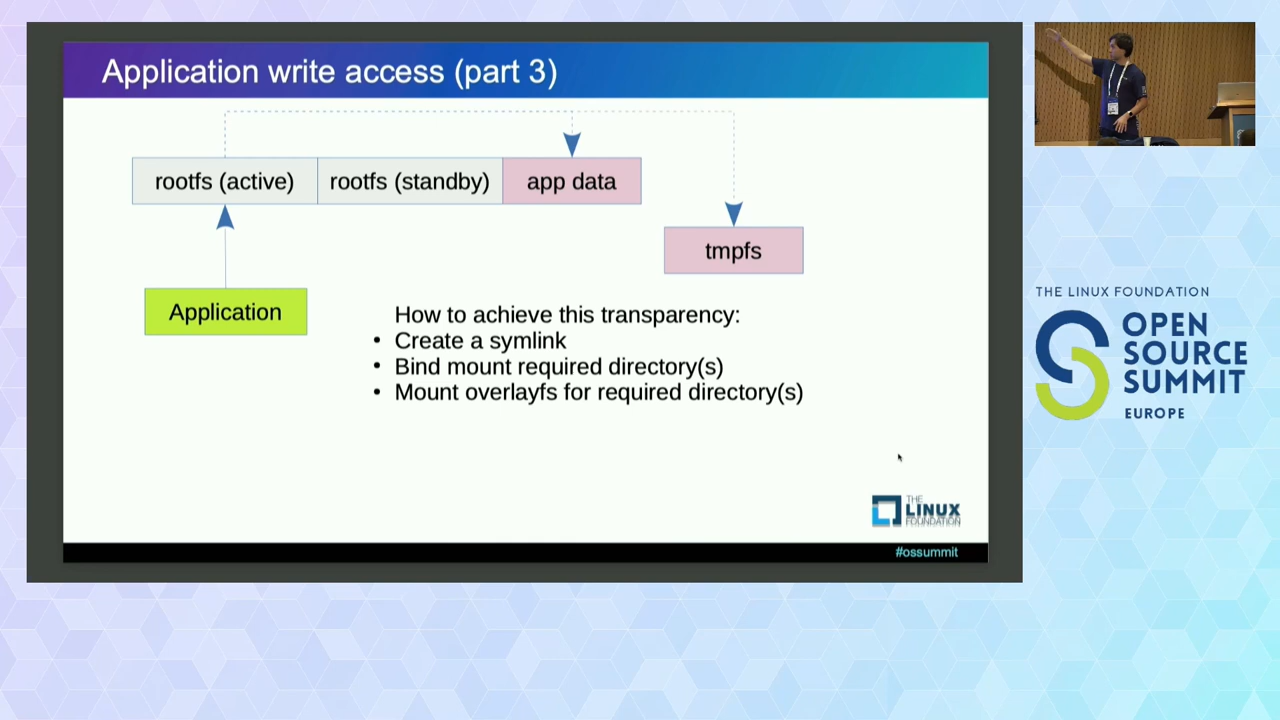 Application write access (part 3)
rootfs (active)
rootfs (standby)
app data
tmpfs
Application
How to achieve this transparency:
• Create a symlink
• Bind mount required directory(s)
• Mount overlayfs for required directory(s)
THE
LINUX
FOUNDATION
#ossummit
THE LINUX FOUNDATION
OPEN
SOURCE
SUMMIT
EUROPE